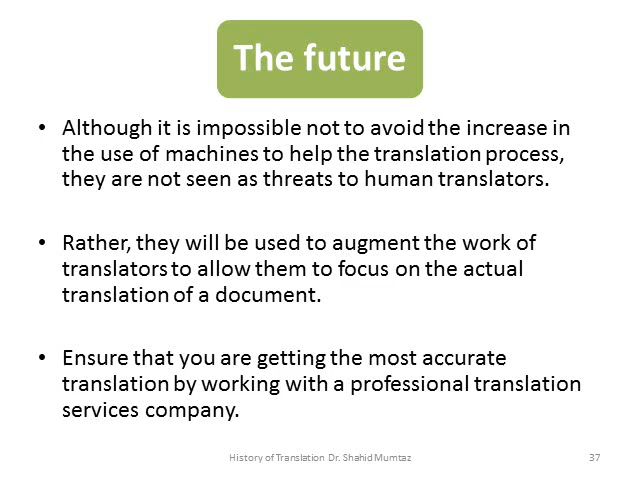 The future
• Although it is impossible not to avoid the increase in
the use of machines to help the translation process,
they are not seen as threats to human translators.
• Rather, they will be used to augment the work of
translators to allow them to focus on the actual
translation of a document.
• Ensure that you are getting the most accurate
translation by working with a professional translation
services company.
History of Translation Dr. Shahid Mumtaz
37